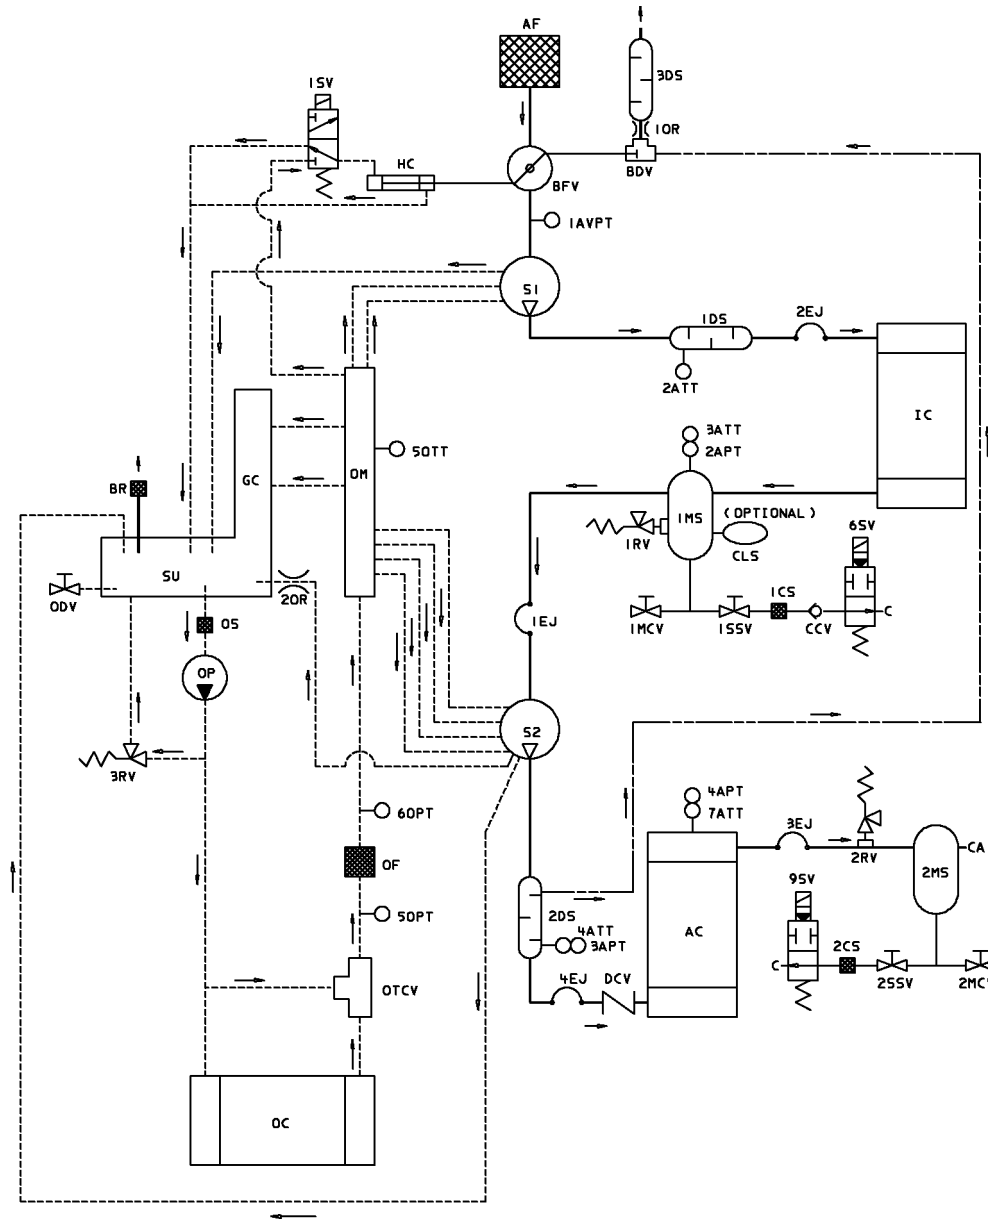 AF
3DS
1SV
1OR
HC
BDV
BFV
1AVPT
S1
1DS
2EJ
2ATT
IC
3ATT
2APT
5OTT
GC
OM
BR
(OPTIONAL)
1MS
6SV
1RV
CLS
SU
2OR
ODV
1CS
C
OS
1EJ
1MCV
1SSV
CCV
OP
S2
3RV
4APT
7ATT
6OPT
3EJ
OF
2RV
CA
2MS
9SV
5OPT
2DS
AC
4ATT
3APT
2CS
C
4EJ
DCV
OTCV
2SSV
2MCV
OC